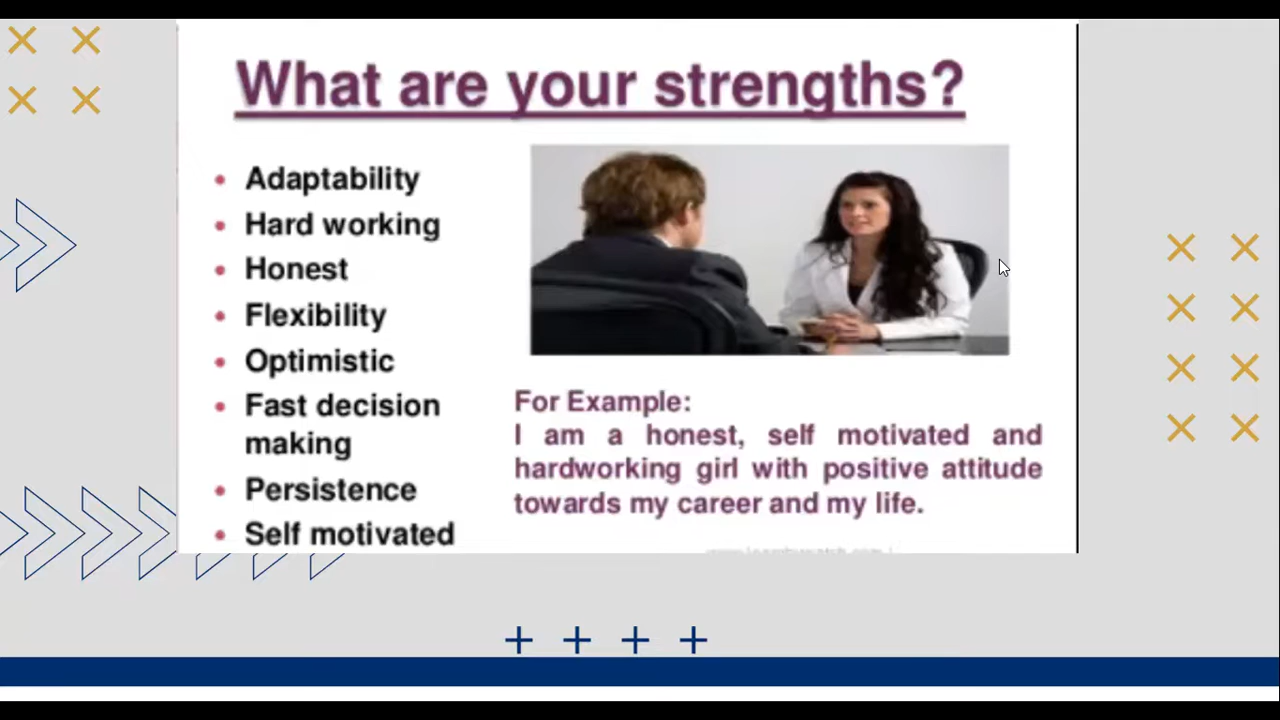 What are your strengths?
• Adaptability
• Hard working
• Honest
• Flexibility
• Optimistic
• Fast decision
making
• Persistence
• Self motivated
For Example:
I am a honest, self motivated and
hardworking girl with positive attitude
towards my career and my life.